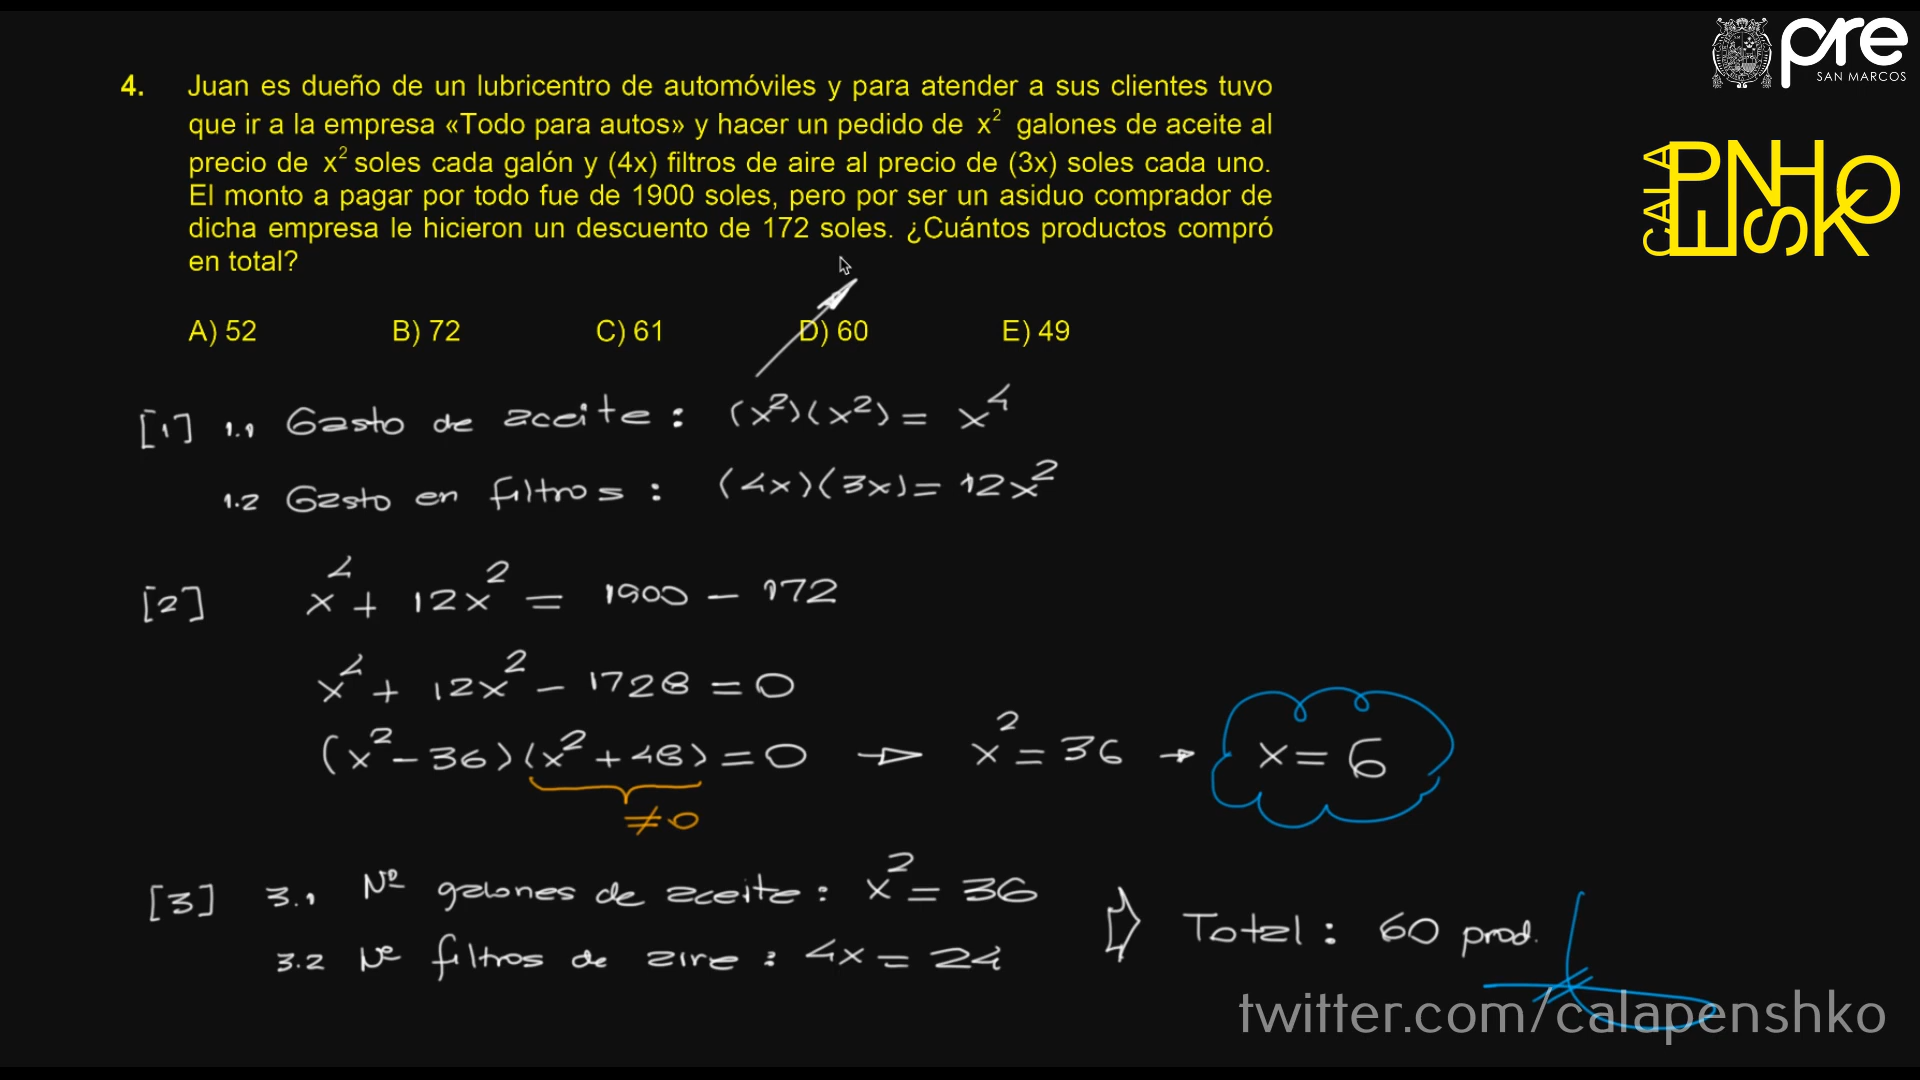 pre
SAN MARCOS
CALA
PENSHKO
4. Juan es dueño de un lubricentro de automóviles y para atender a sus clientes tuvo
que ir a la empresa «Todo para autos» y hacer un pedido de x² galones de aceite al
precio de x² soles cada galón y (4x) filtros de aire al precio de (3x) soles cada uno.
El monto a pagar por todo fue de 1900 soles, pero por ser un asiduo comprador de
dicha empresa le hicieron un descuento de 172 soles. ¿Cuántos productos compró
en total?
A) 52 B) 72 C) 61 D) 60 E) 49
[1] 1.1 Gasto de aceite : (x²)(x²) = x⁴
1.2 Gasto en filtros : (4x)(3x) = 12x²
[2] x⁴ + 12x² = 1900 − 172
x⁴ + 12x² − 1728 = 0
(x² − 36)(x² + 48) = 0 → x² = 36 → x = 6
≠ 0
[3] 3.1 Nº galones de aceite : x² = 36
3.2 Nº filtros de aire : 4x = 24
⇒ Total : 60 prod.
twitter.com/calapenshko